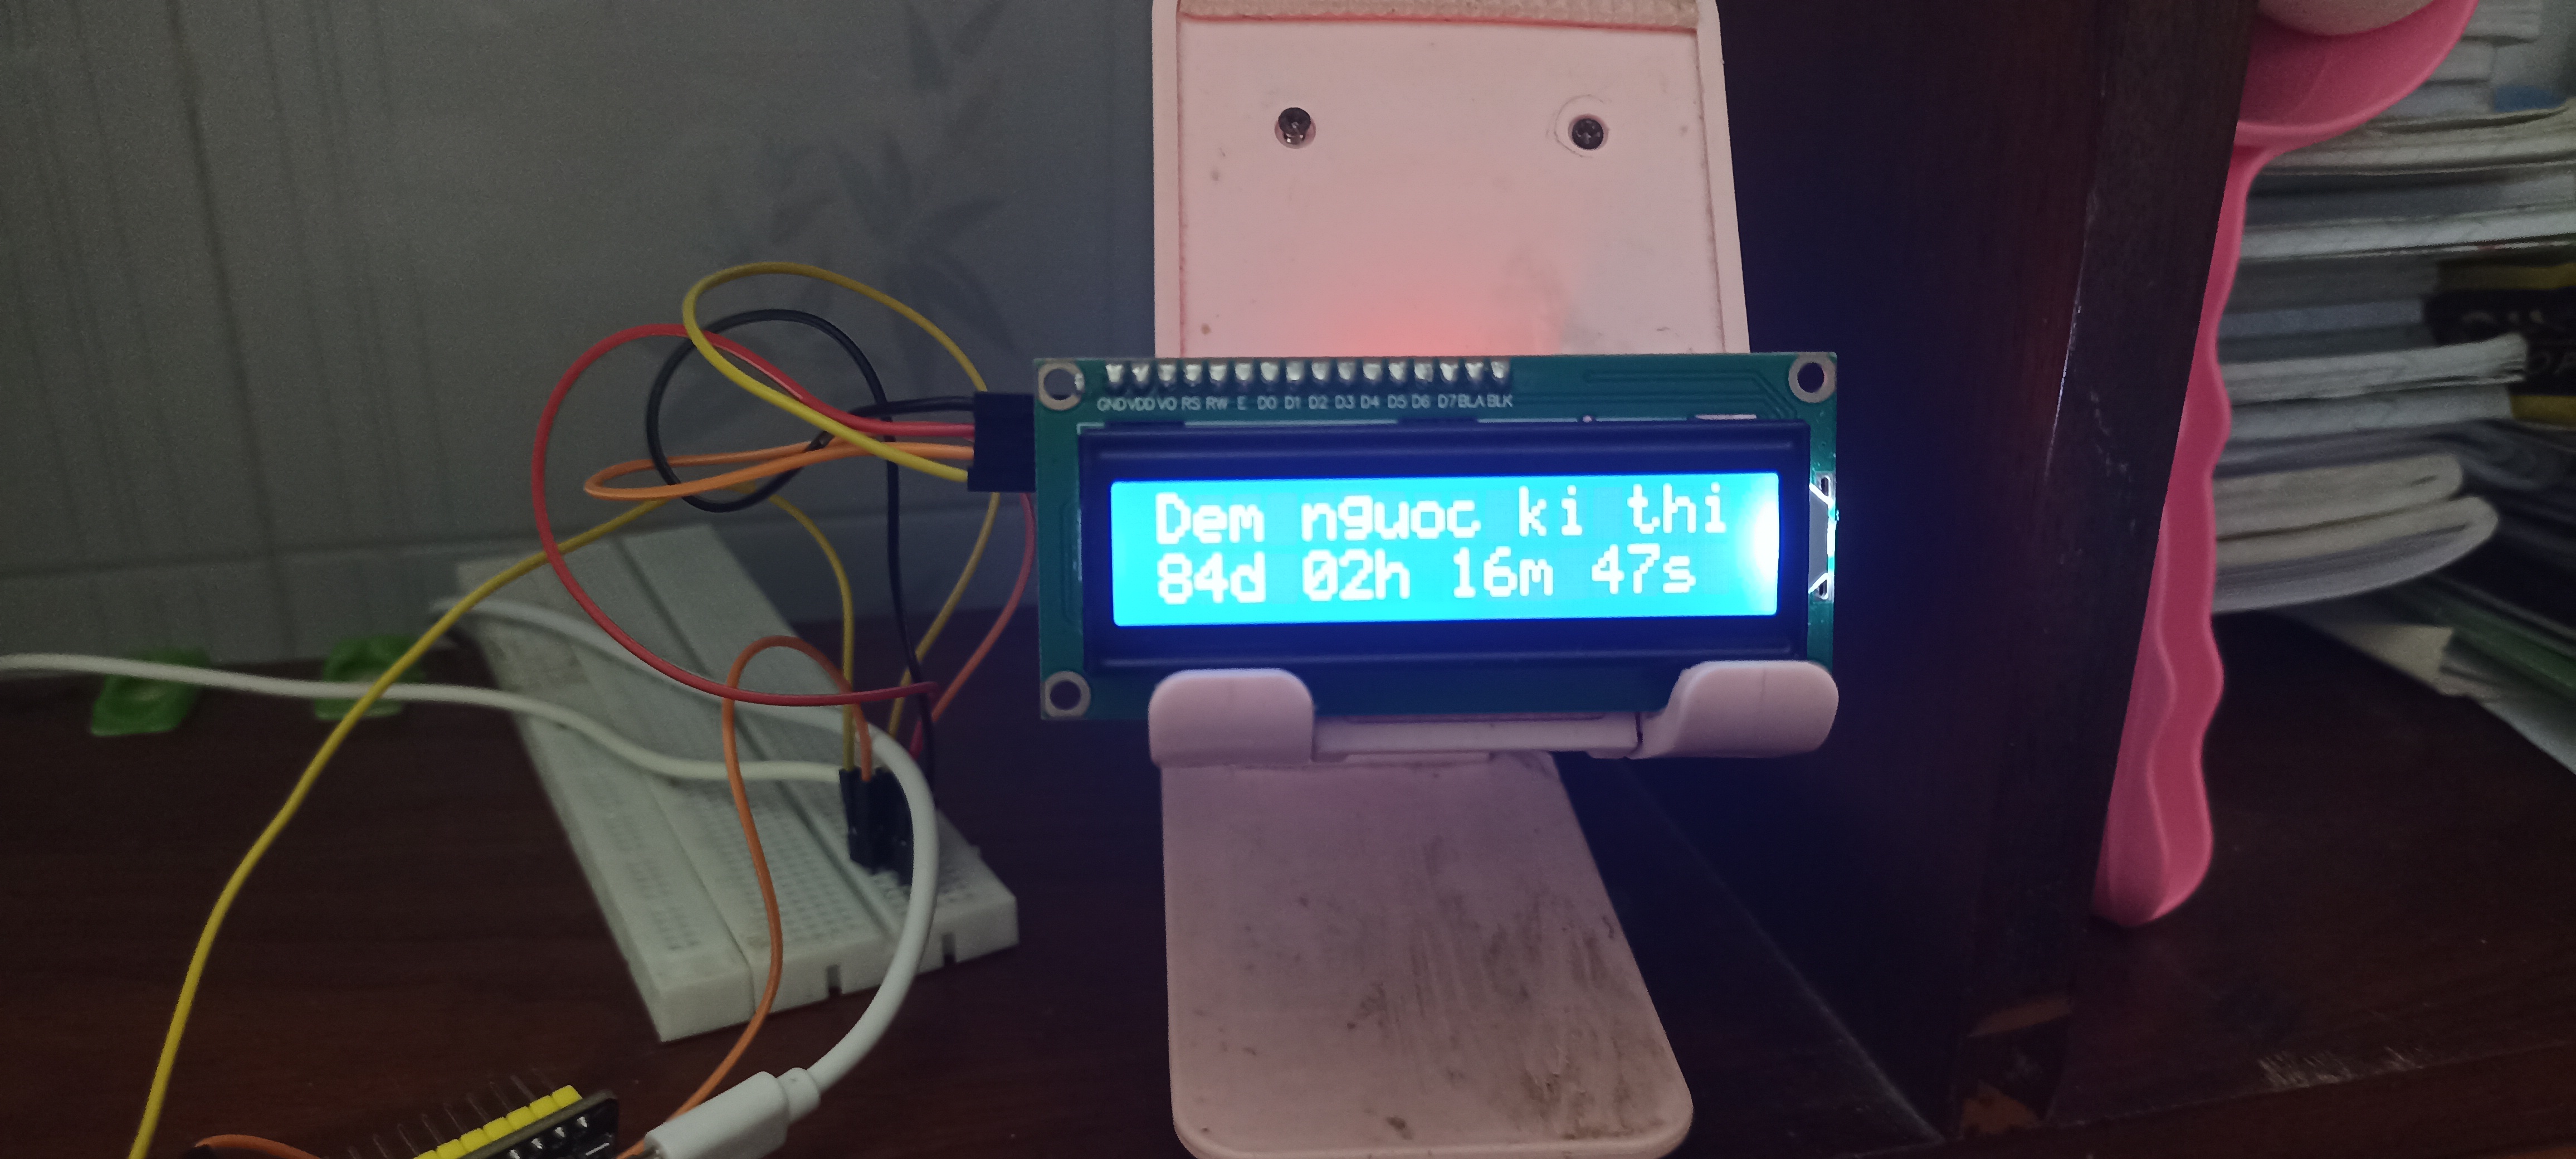 GND VDD VO RS RW E D0 D1 D2 D3 D4 D5 D6 D7 BLA BLK
Dem nguoc ki thi
84d 02h 16m 47s